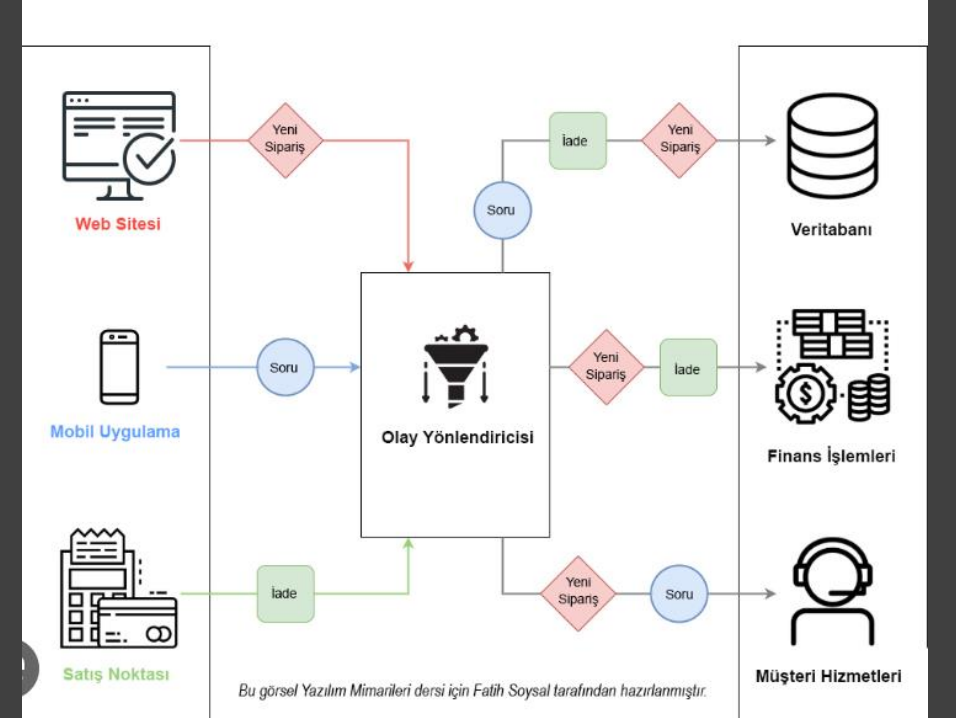 Yeni
Sipariş
İade
Yeni
Sipariş
Soru
Web Sitesi
Veritabanı
Soru
Yeni
Sipariş
İade
Mobil Uygulama
Olay Yönlendiricisi
Finans İşlemleri
İade
Yeni
Sipariş
Soru
Satış Noktası
Müşteri Hizmetleri
Bu görsel Yazılım Mimarileri dersi için Fatih Soysal tarafından hazırlanmıştır.